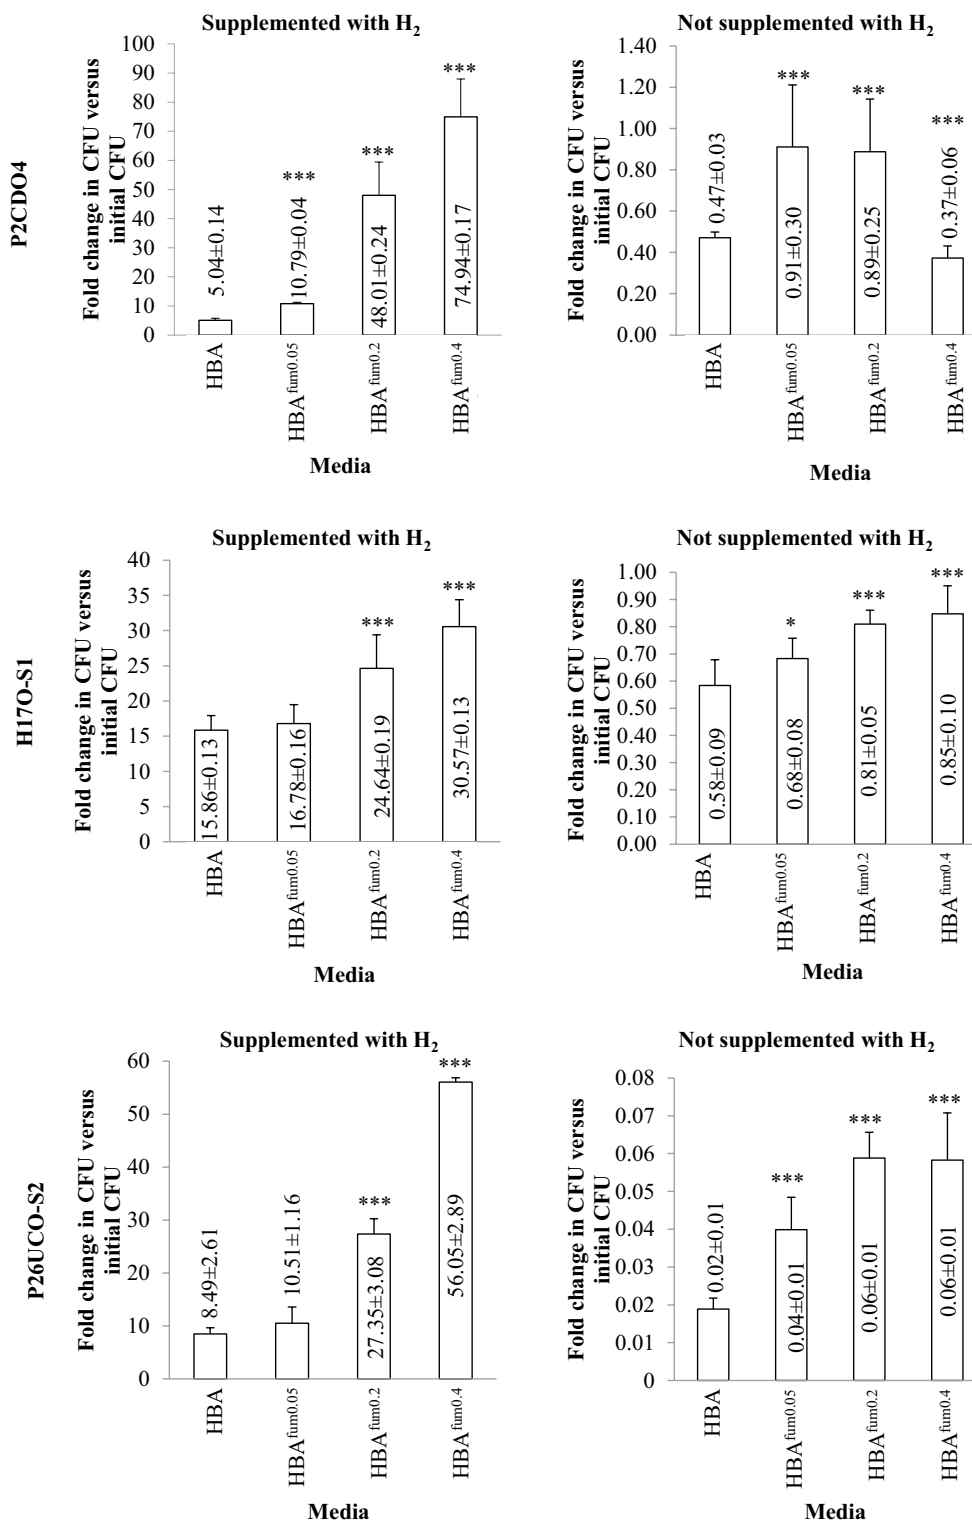 P2CDO4
Supplemented with H2
Fold change in CFU versus
initial CFU
100
90
80
70
60
50
40
30
20
10
0
5.04±0.14
***
10.79±0.04
***
48.01±0.24
***
74.94±0.17
HBA
HBAfum0.05
HBAfum0.2
HBAfum0.4
Media
Not supplemented with H2
Fold change in CFU versus
initial CFU
1.40
1.20
1.00
0.80
0.60
0.40
0.20
0.00
0.47±0.03
***
0.91±0.30
***
0.89±0.25
***
0.37±0.06
HBA
HBAfum0.05
HBAfum0.2
HBAfum0.4
Media
H17O-S1
Supplemented with H2
Fold change in CFU versus
initial CFU
40
35
30
25
20
15
10
5
0
15.86±0.13
16.78±0.16
***
24.64±0.19
***
30.57±0.13
HBA
HBAfum0.05
HBAfum0.2
HBAfum0.4
Media
Not supplemented with H2
Fold change in CFU versus
initial CFU
1.00
0.90
0.80
0.70
0.60
0.50
0.40
0.30
0.20
0.10
0.00
0.58±0.09
*
0.68±0.08
***
0.81±0.05
***
0.85±0.10
HBA
HBAfum0.05
HBAfum0.2
HBAfum0.4
Media
P26UCO-S2
Supplemented with H2
Fold change in CFU versus
initial CFU
60
50
40
30
20
10
0
8.49±2.61
10.51±1.16
***
27.35±3.08
***
56.05±2.89
HBA
HBAfum0.05
HBAfum0.2
HBAfum0.4
Media
Not supplemented with H2
Fold change in CFU versus
initial CFU
0.08
0.07
0.06
0.05
0.04
0.03
0.02
0.01
0
0.02±0.01
***
0.04±0.01
***
0.06±0.01
***
0.06±0.01
HBA
HBAfum0.05
HBAfum0.2
HBAfum0.4
Media